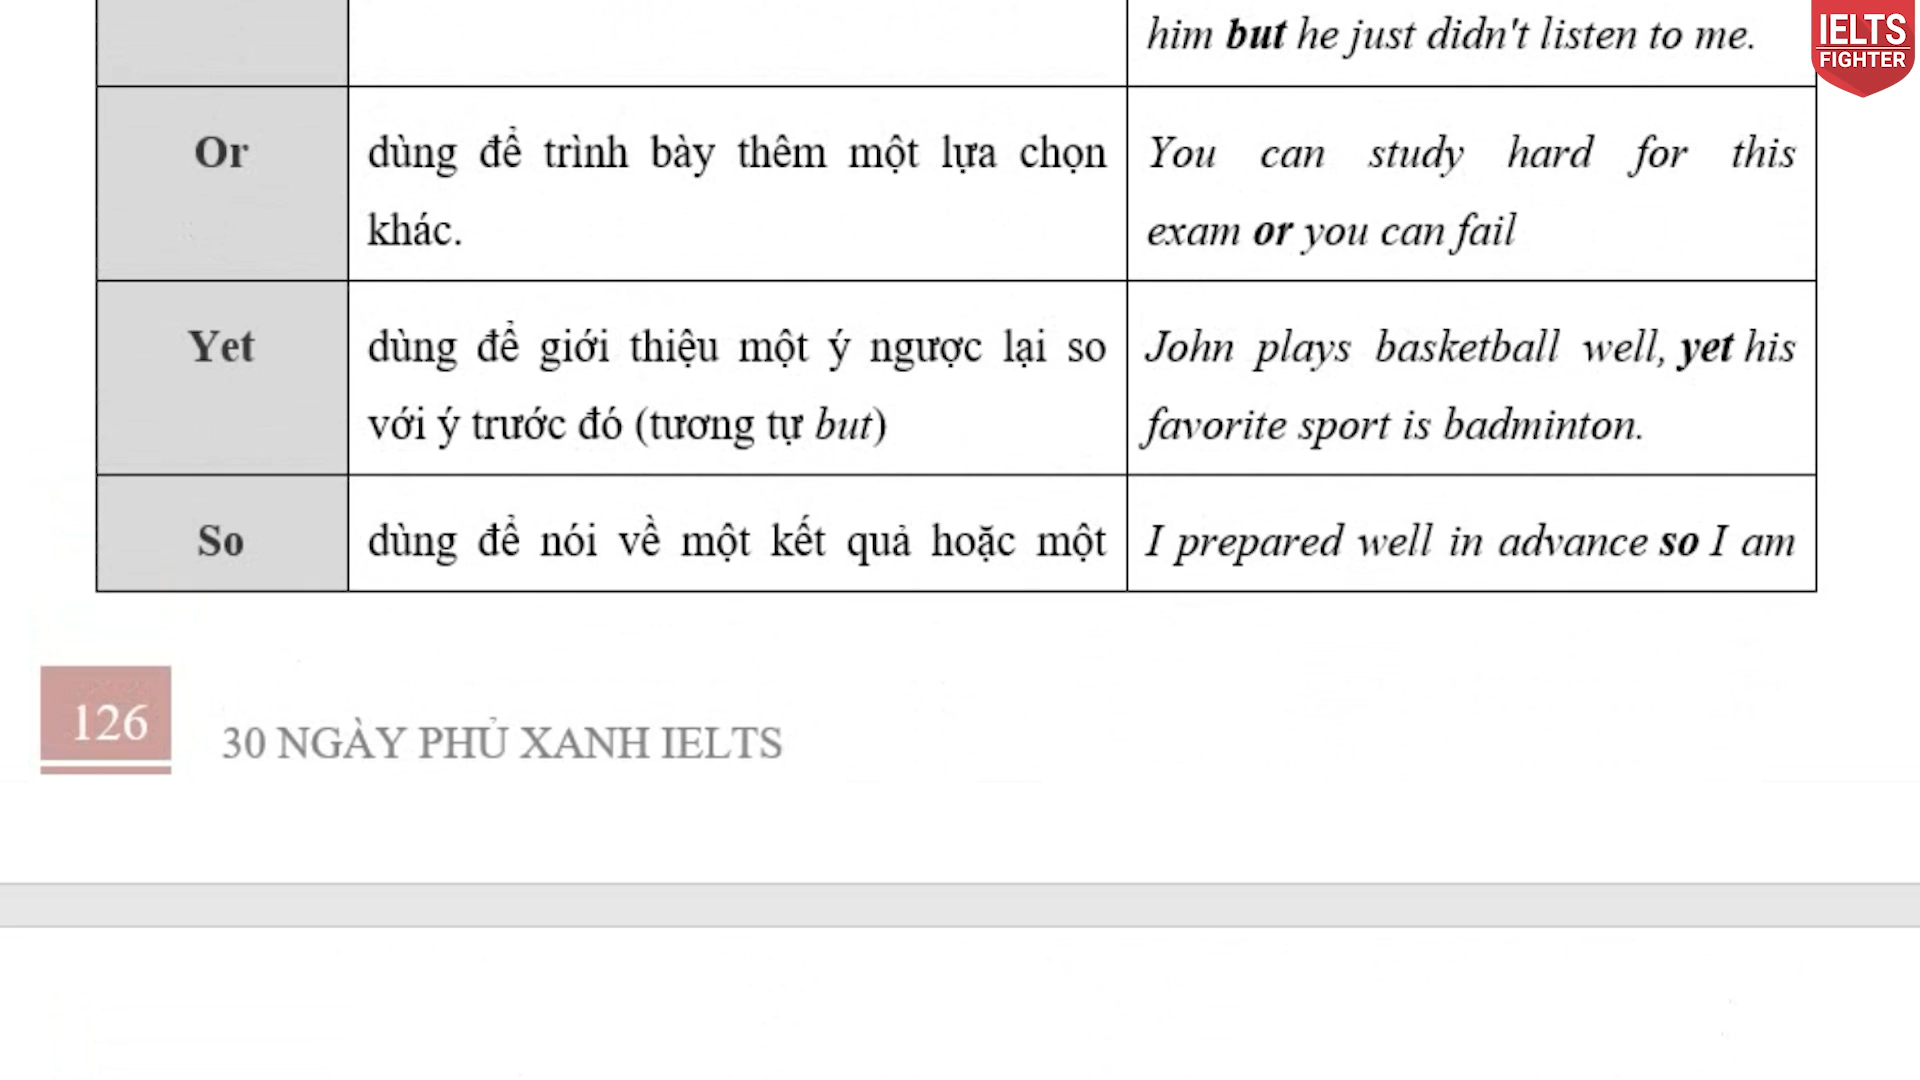 him but he just didn't listen to me.
IELTS
FIGHTER
Or
dùng để trình bày thêm một lựa chọn
khác.
You can study hard for this
exam or you can fail
Yet
dùng để giới thiệu một ý ngược lại so
với ý trước đó (tương tự but)
John plays basketball well, yet his
favorite sport is badminton.
So
dùng để nói về một kết quả hoặc một
I prepared well in advance so I am
126
30 NGÀY PHỦ XANH IELTS